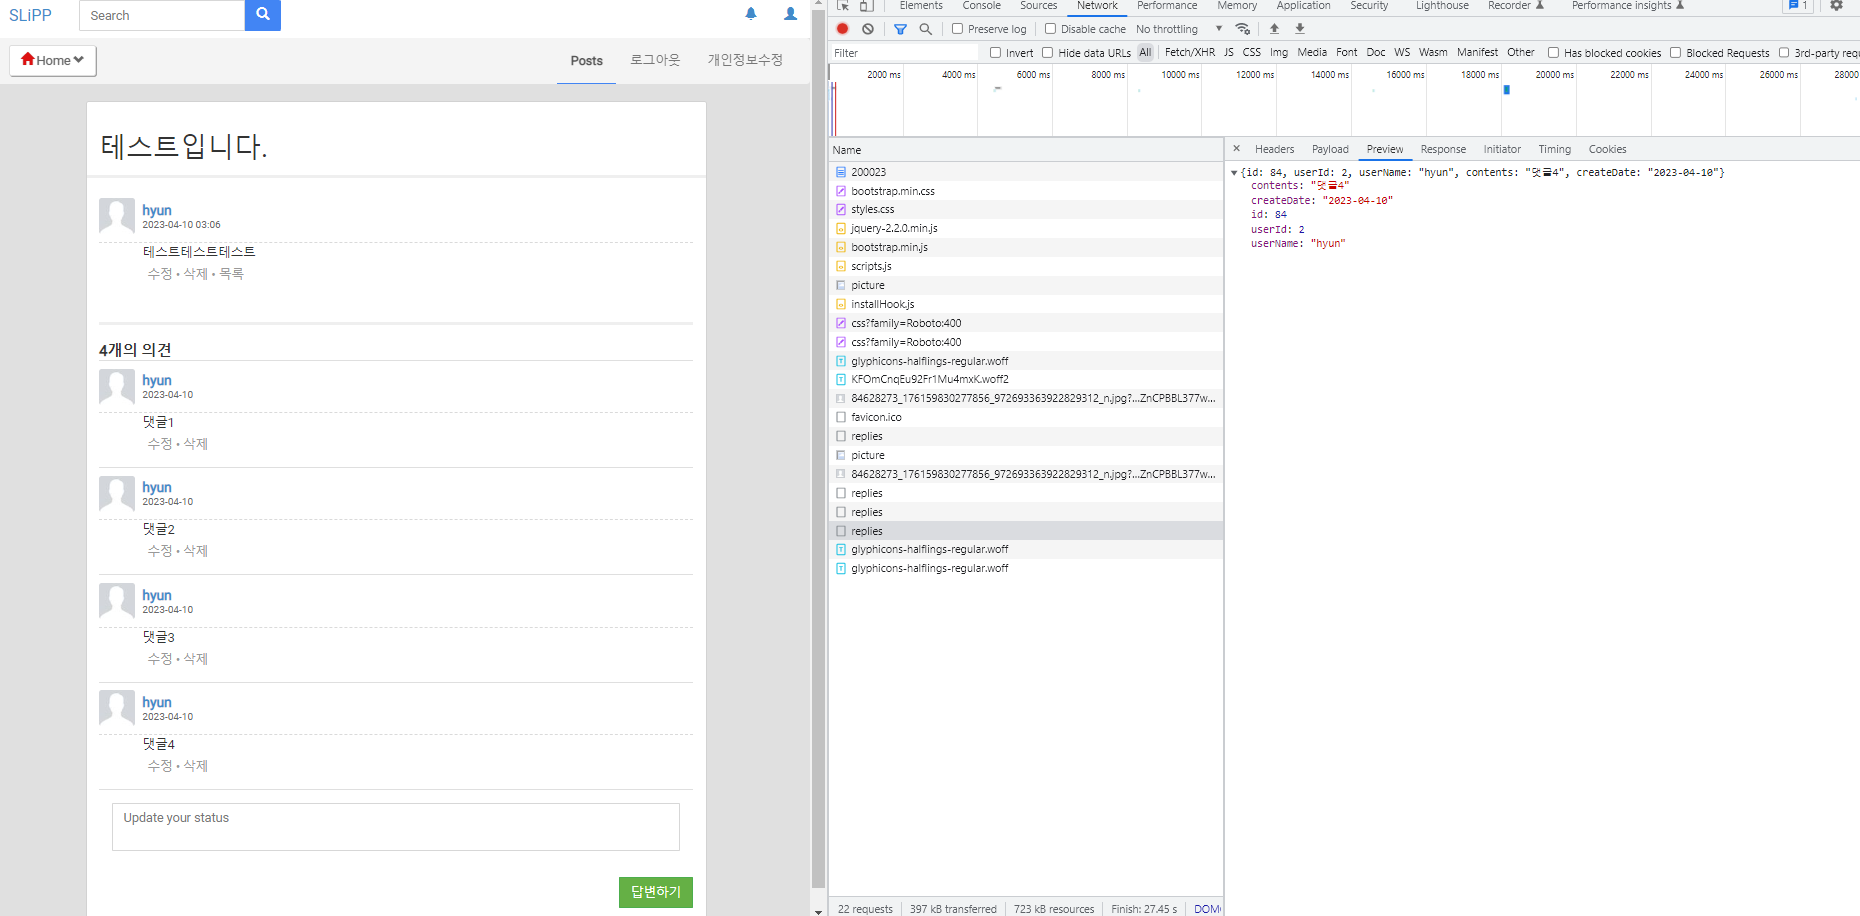 SLiPP
Search
Home
Posts
로그아웃
개인정보수정
테스트입니다.
hyun
2023-04-10 03:06
테스트테스트테스트
수정 • 삭제 • 목록
4개의 의견
hyun
2023-04-10
댓글1
수정 • 삭제
hyun
2023-04-10
댓글2
수정 • 삭제
hyun
2023-04-10
댓글3
수정 • 삭제
hyun
2023-04-10
댓글4
수정 • 삭제
Update your status
답변하기
Elements Console Sources Network Performance Memory Application Security Lighthouse Recorder Performance insights 1
Preserve log Disable cache No throttling
Filter Invert Hide data URLs All Fetch/XHR JS CSS Img Media Font Doc WS Wasm Manifest Other Has blocked cookies Blocked Requests 3rd-party requ
2000 ms 4000 ms 6000 ms 8000 ms 10000 ms 12000 ms 14000 ms 16000 ms 18000 ms 20000 ms 22000 ms 24000 ms 26000 ms 28000
Name
200023
bootstrap.min.css
styles.css
jquery-2.2.0.min.js
bootstrap.min.js
scripts.js
picture
installHook.js
css?family=Roboto:400
css?family=Roboto:400
glyphicons-halflings-regular.woff
KFOmCnqEu92Fr1Mu4mxK.woff2
84628273_176159830277856_972693363922829312_n.jpg?...ZnCPBBL377w...
favicon.ico
replies
picture
84628273_176159830277856_972693363922829312_n.jpg?...ZnCPBBL377w...
replies
replies
replies
glyphicons-halflings-regular.woff
glyphicons-halflings-regular.woff
22 requests 397 kB transferred 723 kB resources Finish: 27.45 s
Headers Payload Preview Response Initiator Timing Cookies
{id: 84, userId: 2, userName: "hyun", contents: "댓글4", createDate: "2023-04-10"}
contents: "댓글4"
createDate: "2023-04-10"
id: 84
userId: 2
userName: "hyun"